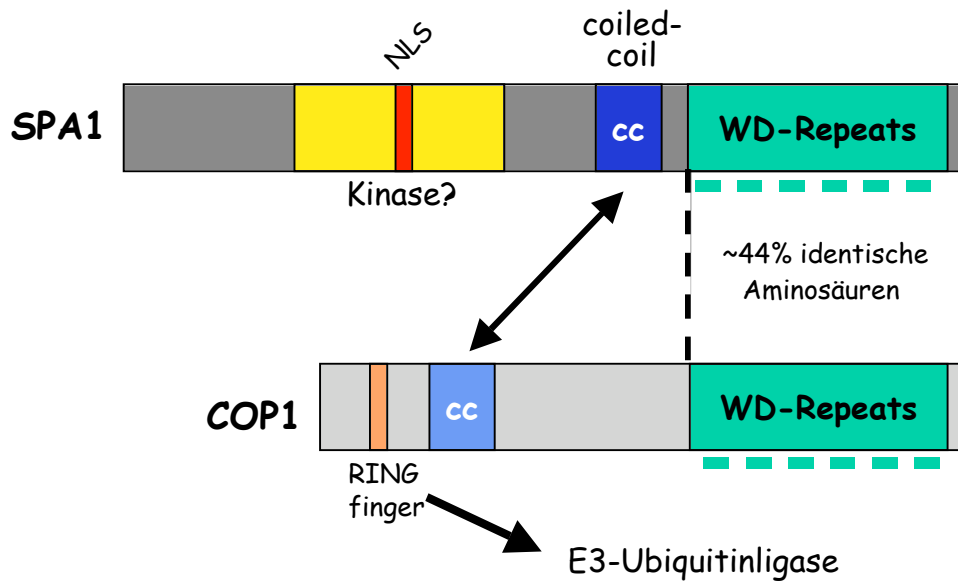 NLS
coiled-
coil
SPA1
cc
WD-Repeats
Kinase?
~44% identische
Aminosäuren
COP1
cc
WD-Repeats
RING
finger
E3-Ubiquitinligase